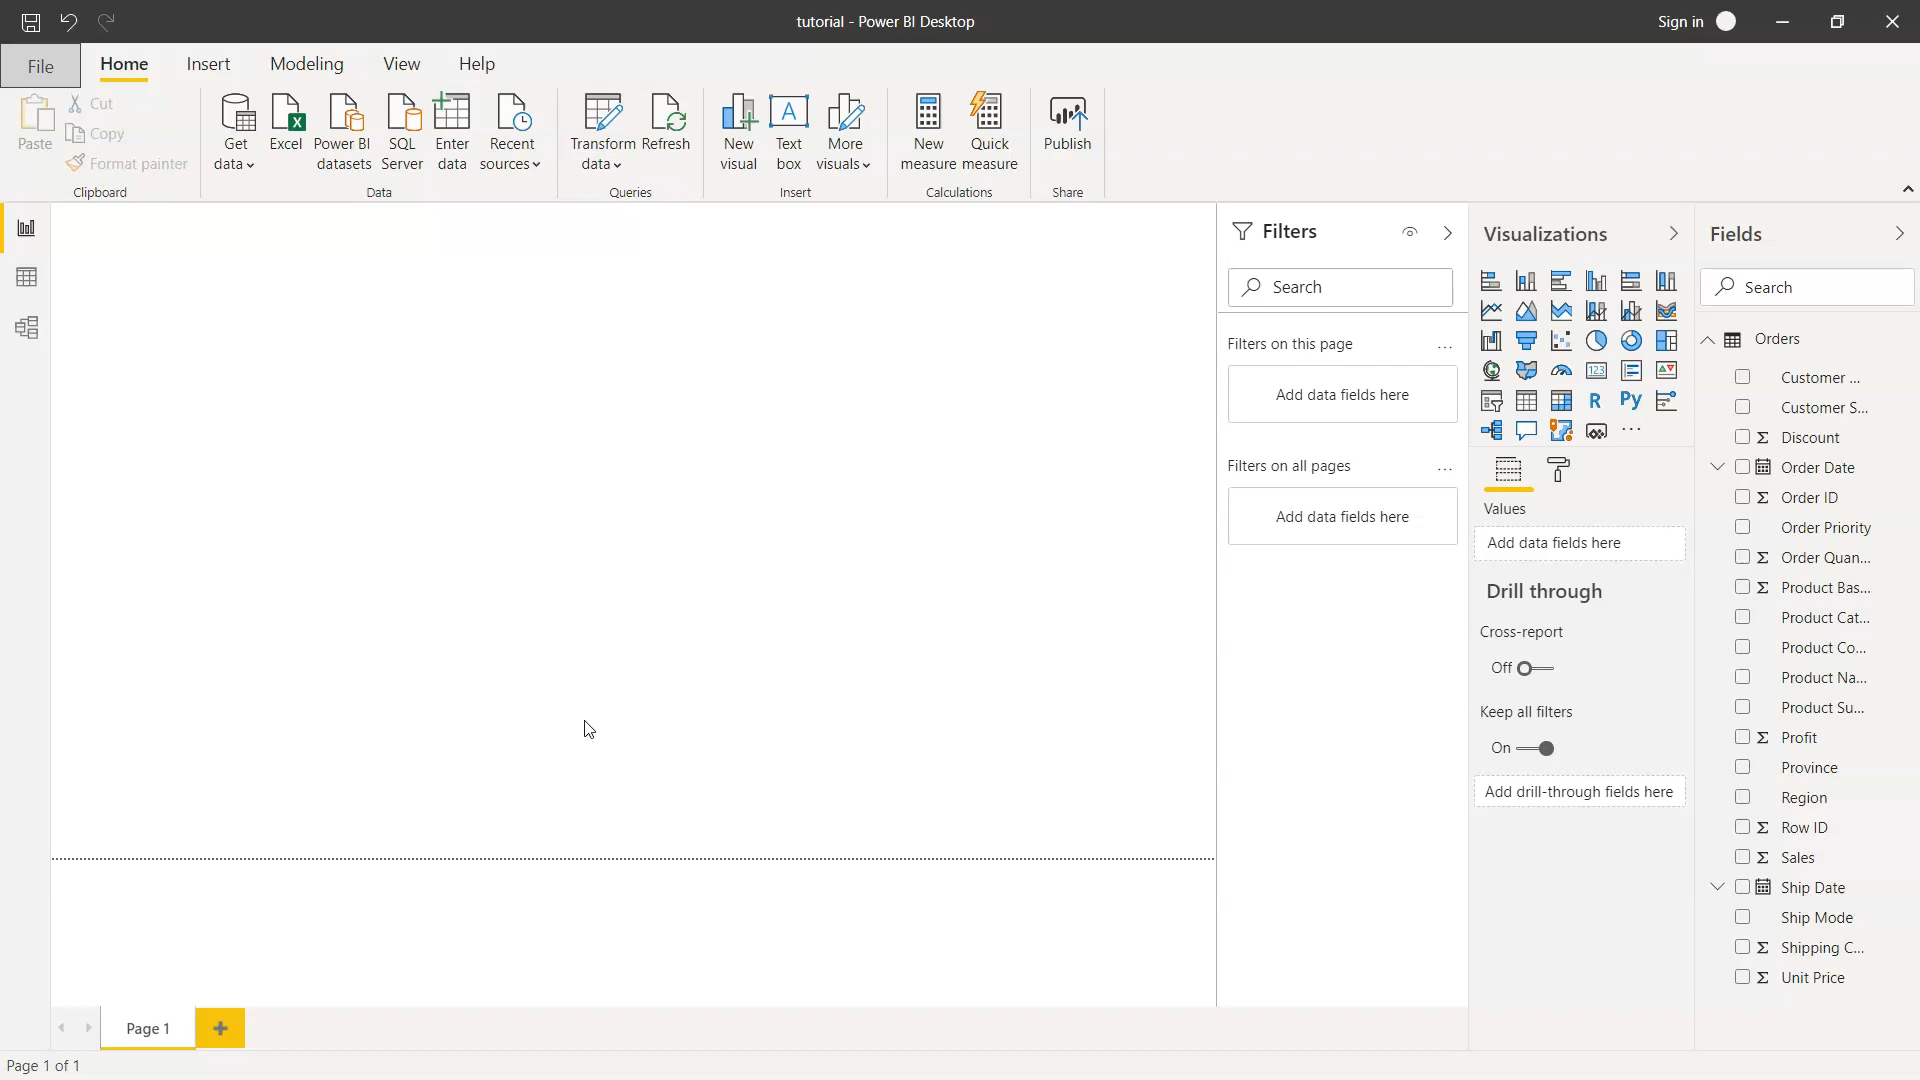 tutorial - Power BI Desktop
Sign in
File
Home
Insert
Modeling
View
Help
Paste
Cut
Copy
Format painter
Clipboard
Get
data
Excel
Power BI
datasets
SQL
Server
Enter
data
Recent
sources
Data
Transform
data
Refresh
Queries
New
visual
A
Text
box
More
visuals
Insert
New
measure
Quick
measure
Calculations
Publish
Share
Filters
Search
Filters on this page
...
Add data fields here
Filters on all pages
...
Add data fields here
Visualizations
123
R
Py
...
Values
Add data fields here
Drill through
Cross-report
Off
Keep all filters
On
Add drill-through fields here
Fields
Search
Orders
Customer ...
Customer S...
Σ Discount
Order Date
Σ Order ID
Order Priority
Σ Order Quan...
Σ Product Bas...
Product Cat...
Product Co...
Product Na...
Product Su...
Σ Profit
Province
Region
Σ Row ID
Σ Sales
Ship Date
Ship Mode
Σ Shipping C...
Σ Unit Price
Page 1
Page 1 of 1